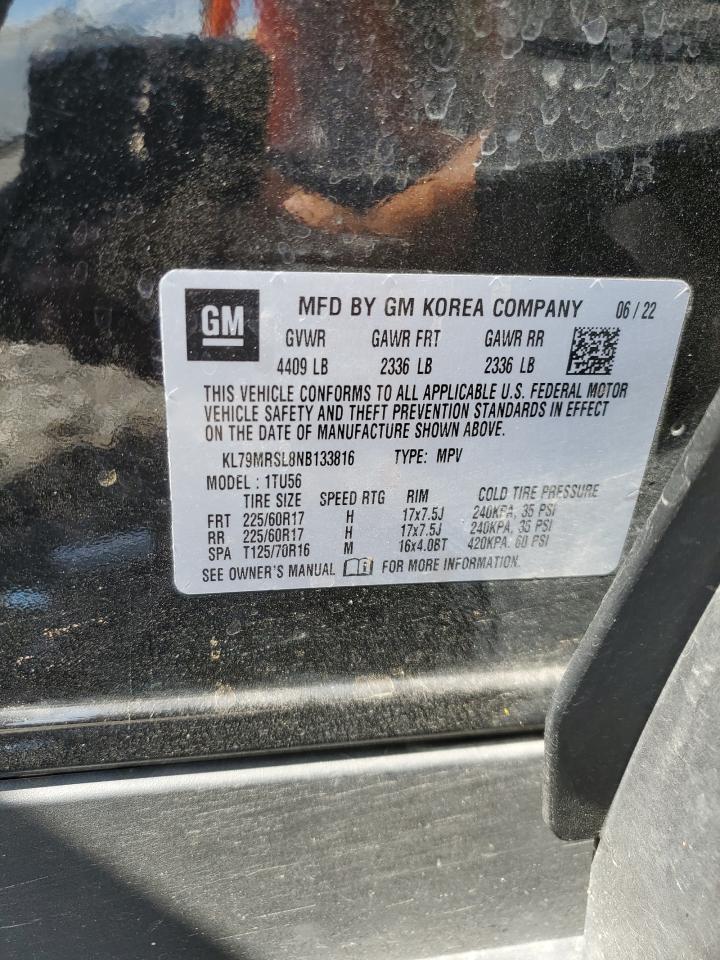 GM MFD BY GM KOREA COMPANY 06/22
GVWR GAWR FRT GAWR RR
4409 LB 2336 LB 2336 LB
THIS VEHICLE CONFORMS TO ALL APPLICABLE U.S. FEDERAL MOTOR
VEHICLE SAFETY AND THEFT PREVENTION STANDARDS IN EFFECT
ON THE DATE OF MANUFACTURE SHOWN ABOVE.
KL79MRSL8NB133816 TYPE: MPV
MODEL : 1TU56
TIRE SIZE SPEED RTG RIM COLD TIRE PRESSURE
FRT 225/60R17 H 17x7.5J 240KPA, 35 PSI
RR 225/60R17 H 17x7.5J 240KPA, 35 PSI
SPA T125/70R16 M 16x4.0BT 420KPA, 60 PSI
SEE OWNER'S MANUAL FOR MORE INFORMATION.